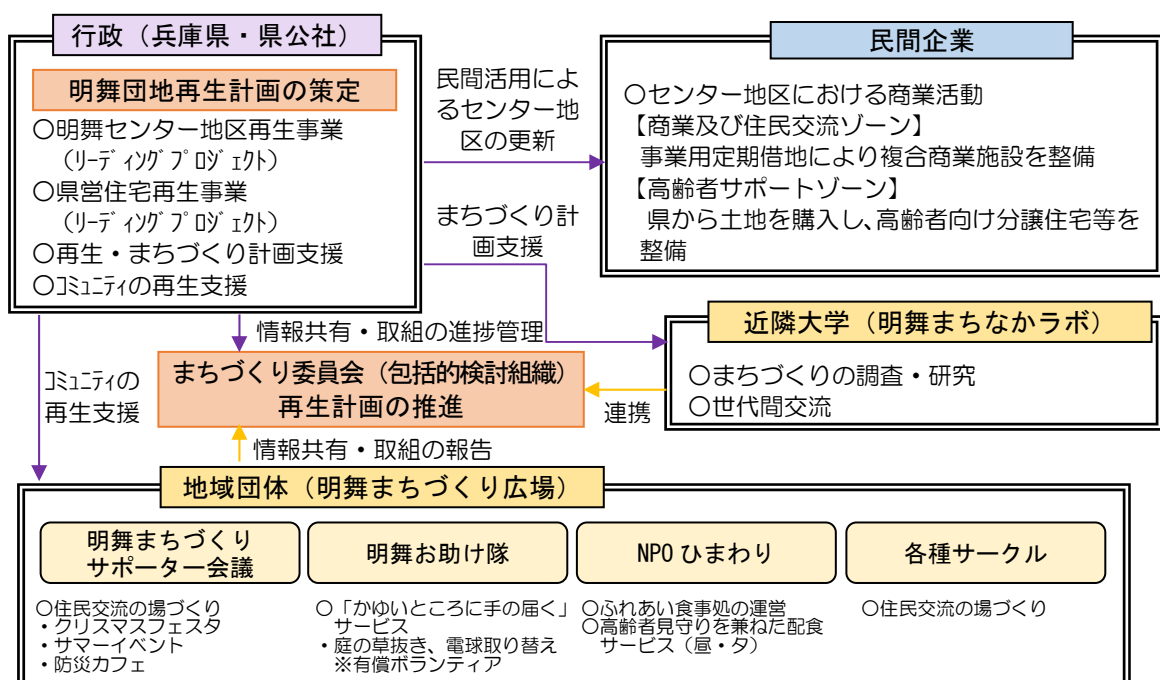 行政（兵庫県・県公社）
明舞団地再生計画の策定
○明舞センター地区再生事業
（ﾘｰﾃﾞｨﾝｸﾞﾌﾟﾛｼﾞｪｸﾄ）
○県営住宅再生事業
（ﾘｰﾃﾞｨﾝｸﾞﾌﾟﾛｼﾞｪｸﾄ）
○再生・まちづくり計画支援
○ｺﾐｭﾆﾃｨの再生支援
民間活用によ
るセンター地
区の更新
まちづくり計
画支援
民間企業
○センター地区における商業活動
【商業及び住民交流ゾーン】
事業用定期借地により複合商業施設を整備
【高齢者サポートゾーン】
県から土地を購入し、高齢者向け分譲住宅等を
整備
近隣大学（明舞まちなかラボ）
○まちづくりの調査・研究
○世代間交流
連携
情報共有・取組の進捗管理
まちづくり委員会（包括的検討組織）
再生計画の推進
情報共有・取組の報告
ｺﾐｭﾆﾃｨの
再生支援
地域団体（明舞まちづくり広場）
明舞まちづくり
サポーター会議
○住民交流の場づくり
・クリスマスフェスタ
・サマーイベント
・防災カフェ
明舞お助け隊
○「かゆいところに手の届く」
サービス
・庭の草抜き、電球取り替え
※有償ボランティア
NPO ひまわり
○ふれあい食事処の運営
○高齢者見守りを兼ねた配食
サービス（昼・夕）
各種サークル
○住民交流の場づくり